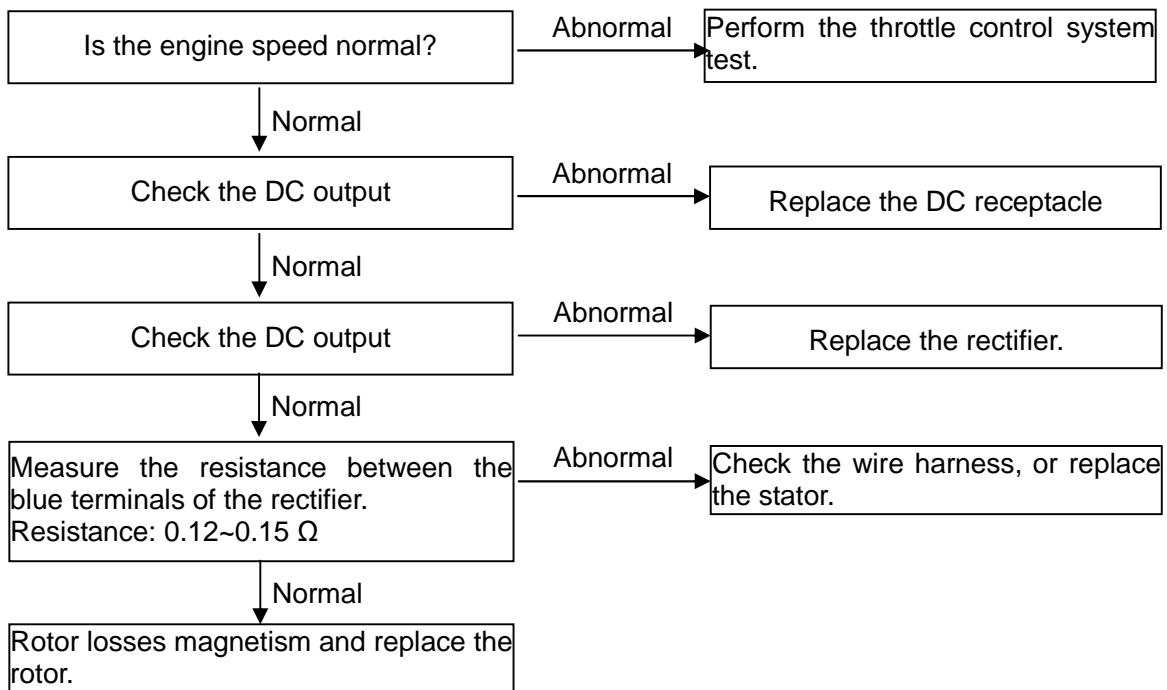 Is the engine speed normal?
Abnormal
Perform the throttle control system
test.
Normal
Check the DC output
Abnormal
Replace the DC receptacle
Normal
Check the DC output
Abnormal
Replace the rectifier.
Normal
Measure the resistance between the
blue terminals of the rectifier.
Resistance: 0.12~0.15 Ω
Abnormal
Check the wire harness, or replace
the stator.
Normal
Rotor losses magnetism and replace the
rotor.